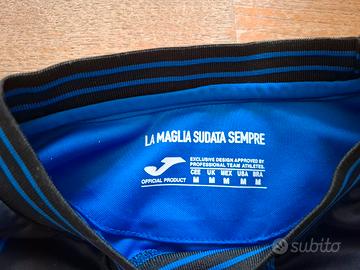 LA MAGLIA SUDATA SEMPRE
EXCLUSIVE DESIGN APPROVED BY
PROFESSIONAL TEAM ATHLETES.
OFFICIAL PRODUCT
CEE UK MEX USA BRA
M M M M M
subito